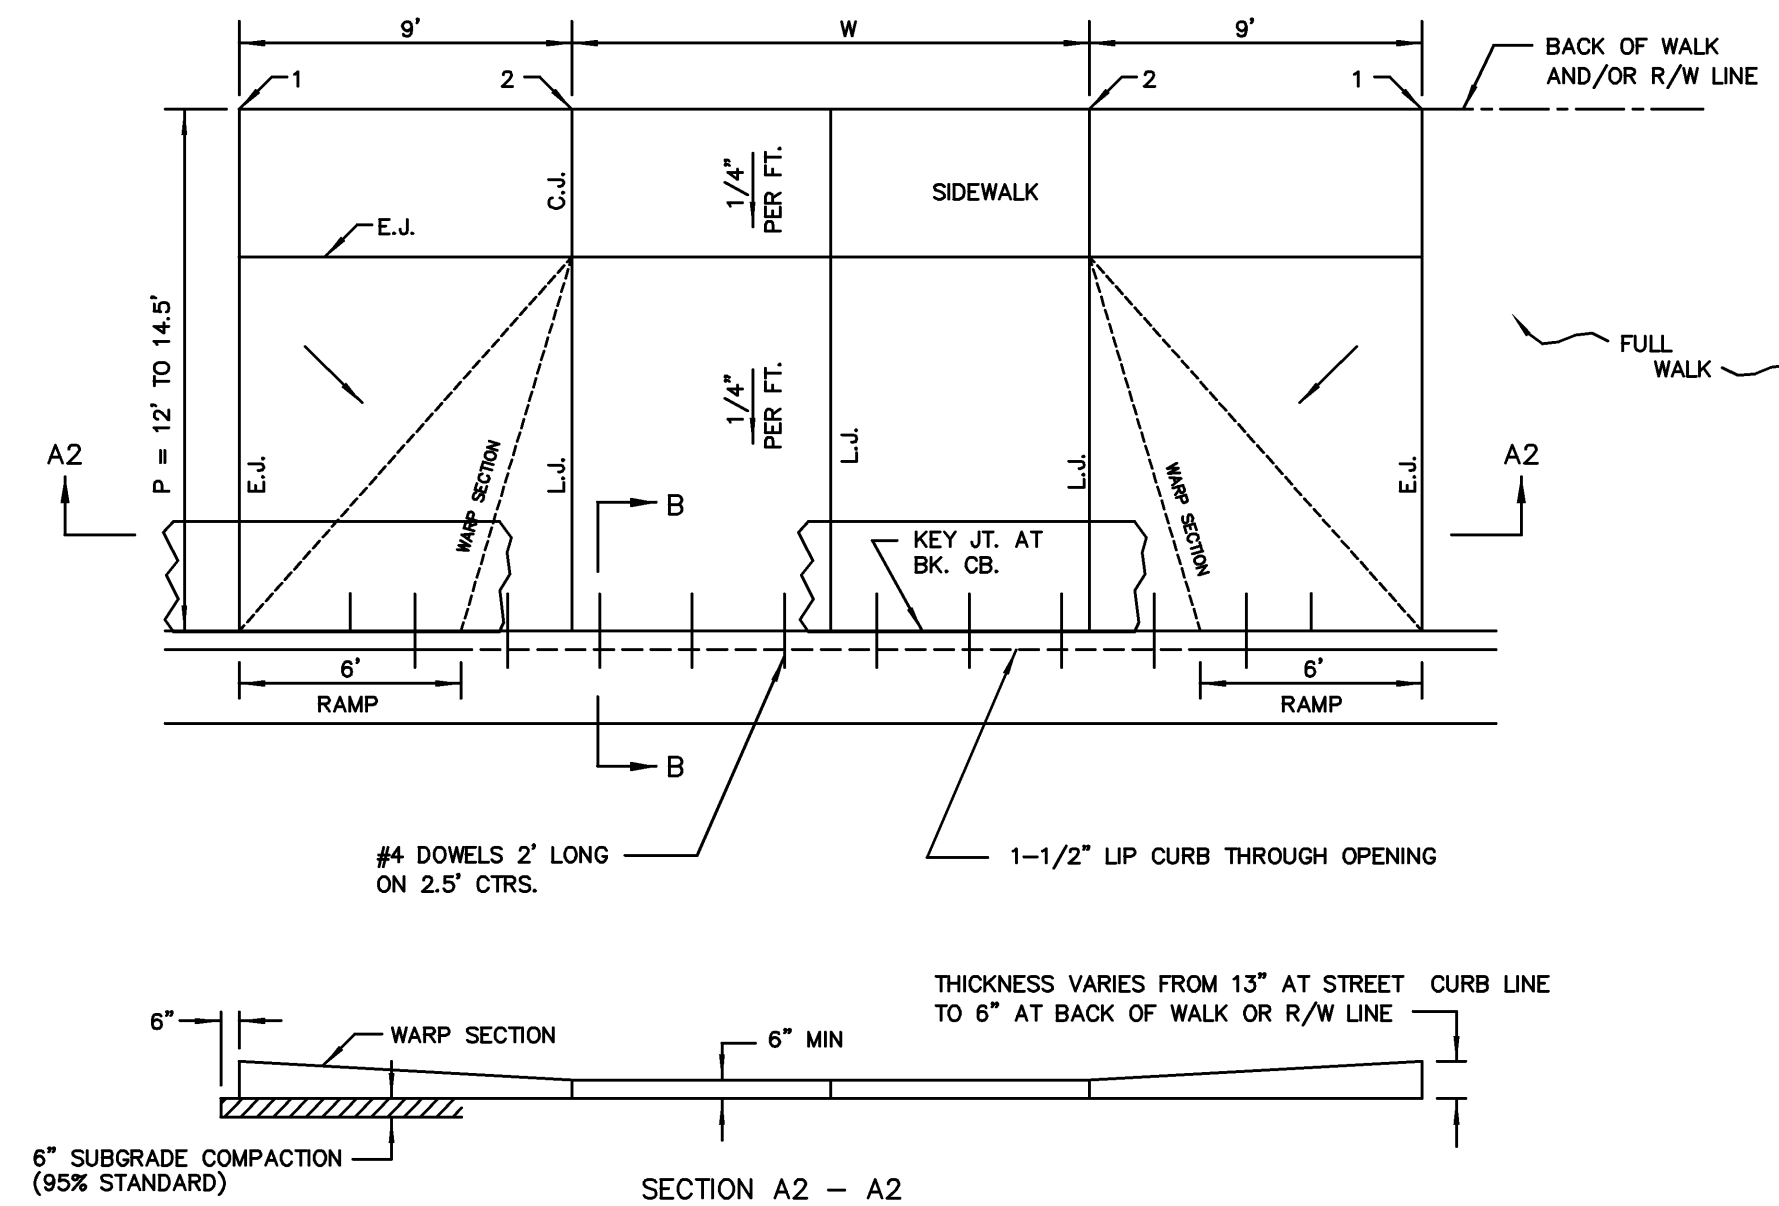 9’ W 9’
BACK OF WALK
AND/OR R/W LINE
1 2 2 1
C.J.
1/4”
PER FT.
SIDEWALK
E.J.
P = 12’ TO 14.5’
FULL
WALK
1/4”
PER FT.
A2 A2
E.J.
WARP SECTION
L.J.
L.J.
L.J.
WARP SECTION
E.J.
B
KEY JT. AT
BK. CB.
6’ 6’
RAMP RAMP
B
#4 DOWELS 2’ LONG
ON 2.5’ CTRS.
1-1/2” LIP CURB THROUGH OPENING
THICKNESS VARIES FROM 13” AT STREET CURB LINE
TO 6” AT BACK OF WALK OR R/W LINE
6”
WARP SECTION
6” MIN
6” SUBGRADE COMPACTION
(95% STANDARD)
SECTION A2 - A2